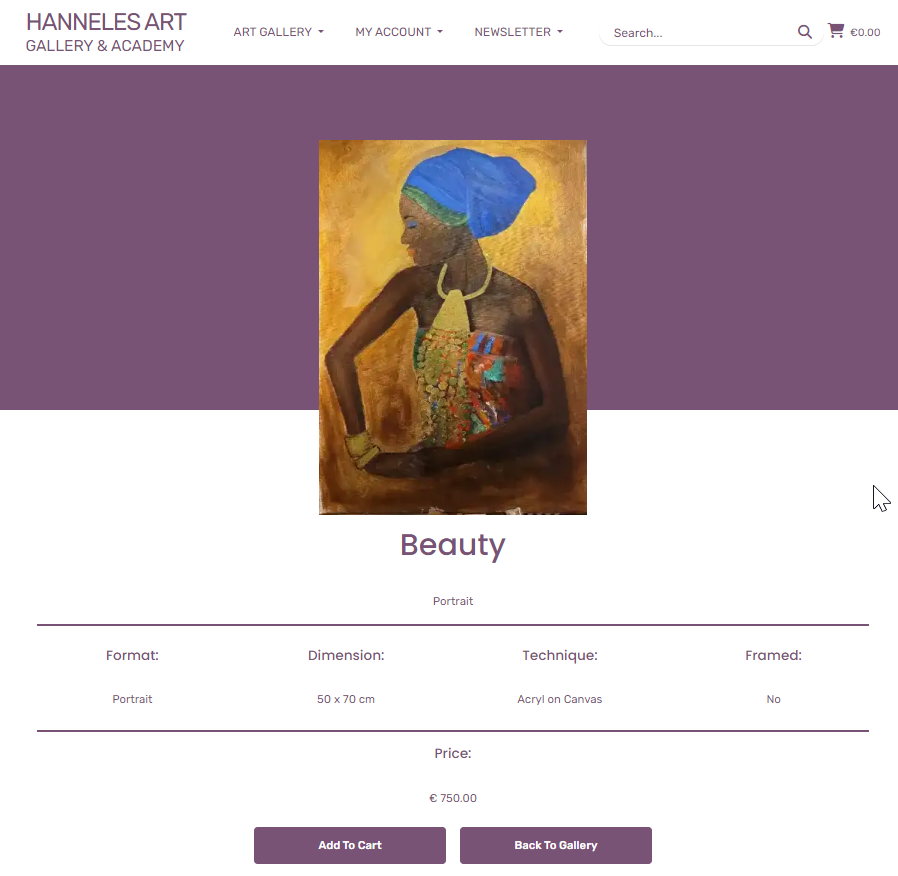 HANNELES ART
GALLERY & ACADEMY
ART GALLERY
MY ACCOUNT
NEWSLETTER
Search...
€0.00
Beauty
Portrait
Format:
Dimension:
Technique:
Framed:
Portrait
50 x 70 cm
Acryl on Canvas
No
Price:
€ 750.00
Add To Cart
Back To Gallery